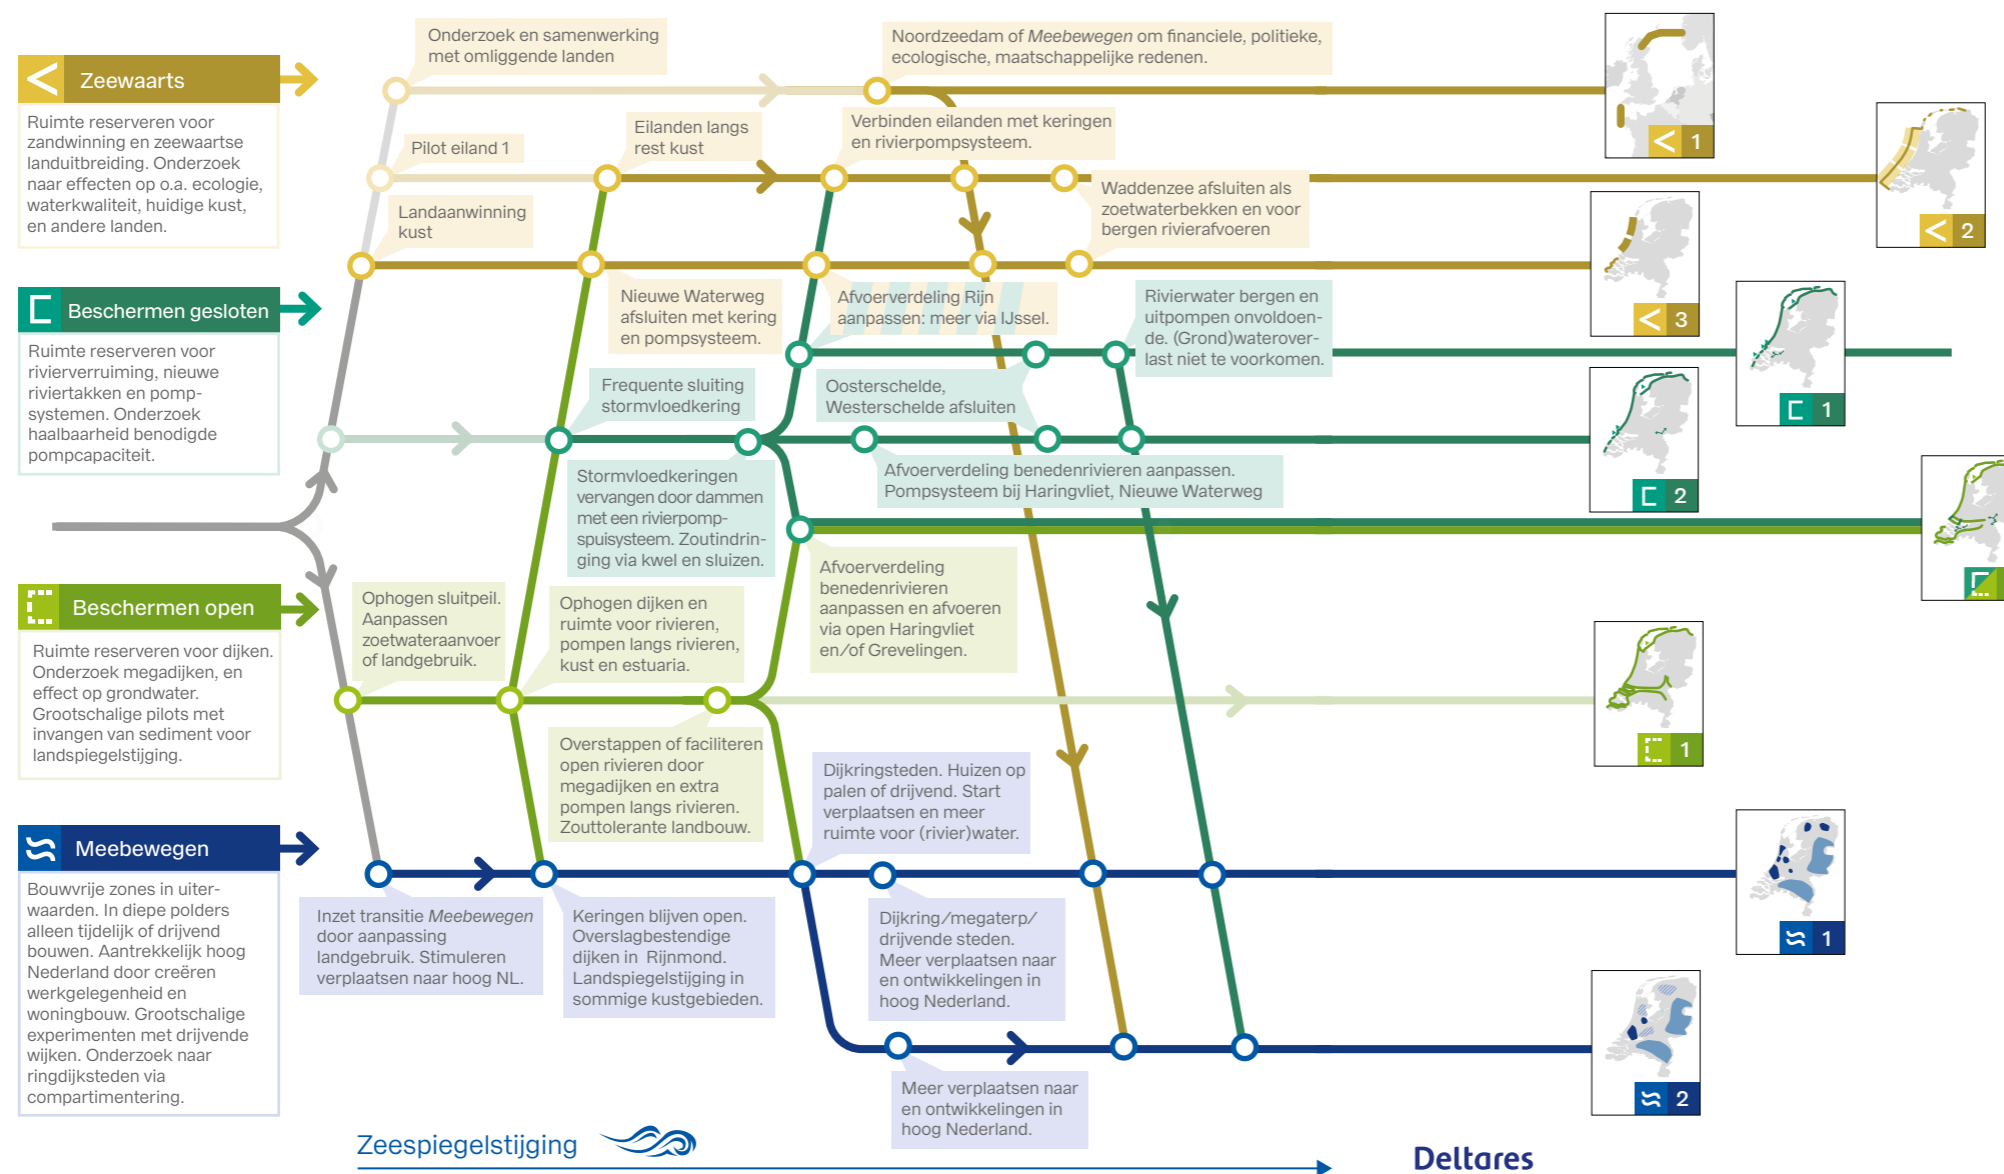 Zeewaarts
Ruimte reserveren voor
zandwinning en zeewaartse
landuitbreiding. Onderzoek
naar effecten op o.a. ecologie,
waterkwaliteit, huidige kust,
en andere landen.
Beschermen gesloten
Ruimte reserveren voor
rivierverruiming, nieuwe
riviertakken en pomp-
systemen. Onderzoek
haalbaarheid benodigde
pompcapaciteit.
Beschermen open
Ruimte reserveren voor dijken.
Onderzoek megadijken, en
effect op grondwater.
Grootschalige pilots met
invangen van sediment voor
landspiegelstijging.
Meebewegen
Bouwvrije zones in uiter-
waarden. In diepe polders
alleen tijdelijk of drijvend
bouwen. Aantrekkelijk hoog
Nederland door creëren
werkgelegenheid en
woningbouw. Grootschalige
experimenten met drijvende
wijken. Onderzoek naar
ringdijksteden via
compartimentering.
Onderzoek en samenwerking
met omliggende landen
Noordzeedam of Meebewegen om financiele, politieke,
ecologische, maatschappelijke redenen.
Pilot eiland 1
Eilanden langs
rest kust
Verbinden eilanden met keringen
en rivierpompsysteem.
Landaanwinning
kust
Waddenzee afsluiten als
zoetwaterbekken en voor
bergen rivierafvoeren
Nieuwe Waterweg
afsluiten met kering
en pompsysteem.
Afvoerverdeling Rijn
aanpassen: meer via IJssel.
Rivierwater bergen en
uitpompen onvoldoen-
de. (Grond)waterover-
last niet te voorkomen.
Frequente sluiting
stormvloedkering
Oosterschelde,
Westerschelde afsluiten
Stormvloedkeringen
vervangen door dammen
met een rivierpomp-
spuisysteem. Zoutindrin-
ging via kwel en sluizen.
Afvoerverdeling benedenrivieren aanpassen.
Pompsysteem bij Haringvliet, Nieuwe Waterweg
Afvoerverdeling
benedenrivieren
aanpassen en afvoeren
via open Haringvliet
en/of Grevelingen.
Ophogen sluitpeil.
Aanpassen
zoetwateraanvoer
of landgebruik.
Ophogen dijken en
ruimte voor rivieren,
pompen langs rivieren,
kust en estuaria.
Overstappen of faciliteren
open rivieren door
megadijken en extra
pompen langs rivieren.
Zouttolerante landbouw.
Dijkringsteden. Huizen op
palen of drijvend. Start
verplaatsen en meer
ruimte voor (rivier)water.
Inzet transitie Meebewegen
door aanpassing
landgebruik. Stimuleren
verplaatsen naar hoog NL.
Keringen blijven open.
Overslagbestendige
dijken in Rijnmond.
Landspiegelstijging in
sommige kustgebieden.
Dijkring/megaterp/
drijvende steden.
Meer verplaatsen naar
en ontwikkelingen in
hoog Nederland.
Meer verplaatsen naar
en ontwikkelingen in
hoog Nederland.
1
2
3
1
2
1
1
2
Zeespiegelstijging
Deltares